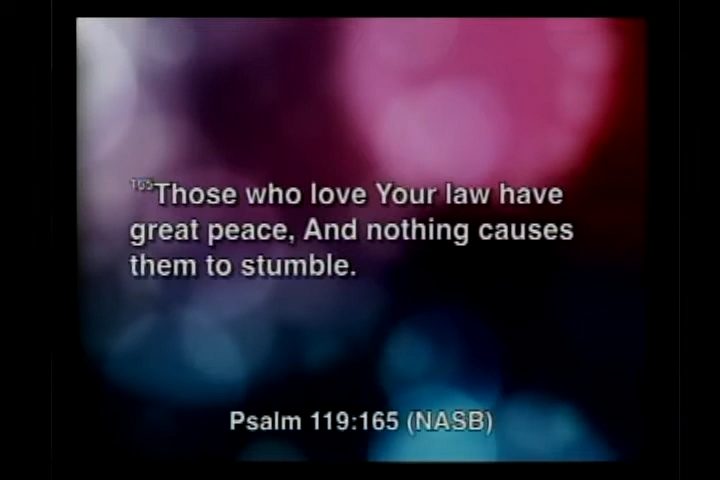 165Those who love Your law have
great peace, And nothing causes
them to stumble.
Psalm 119:165 (NASB)